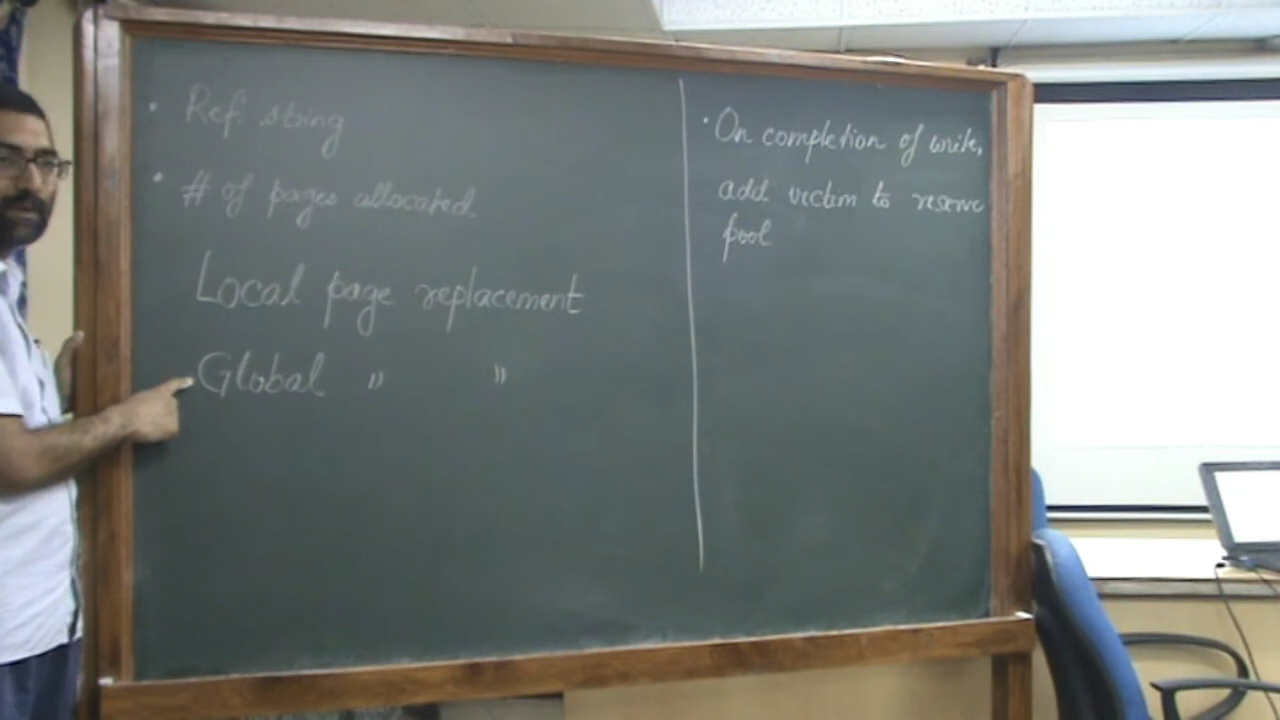 • Ref. string
• # of pages allocated.
Local page replacement
Global " "
• On completion of write,
add victim to reserve
pool